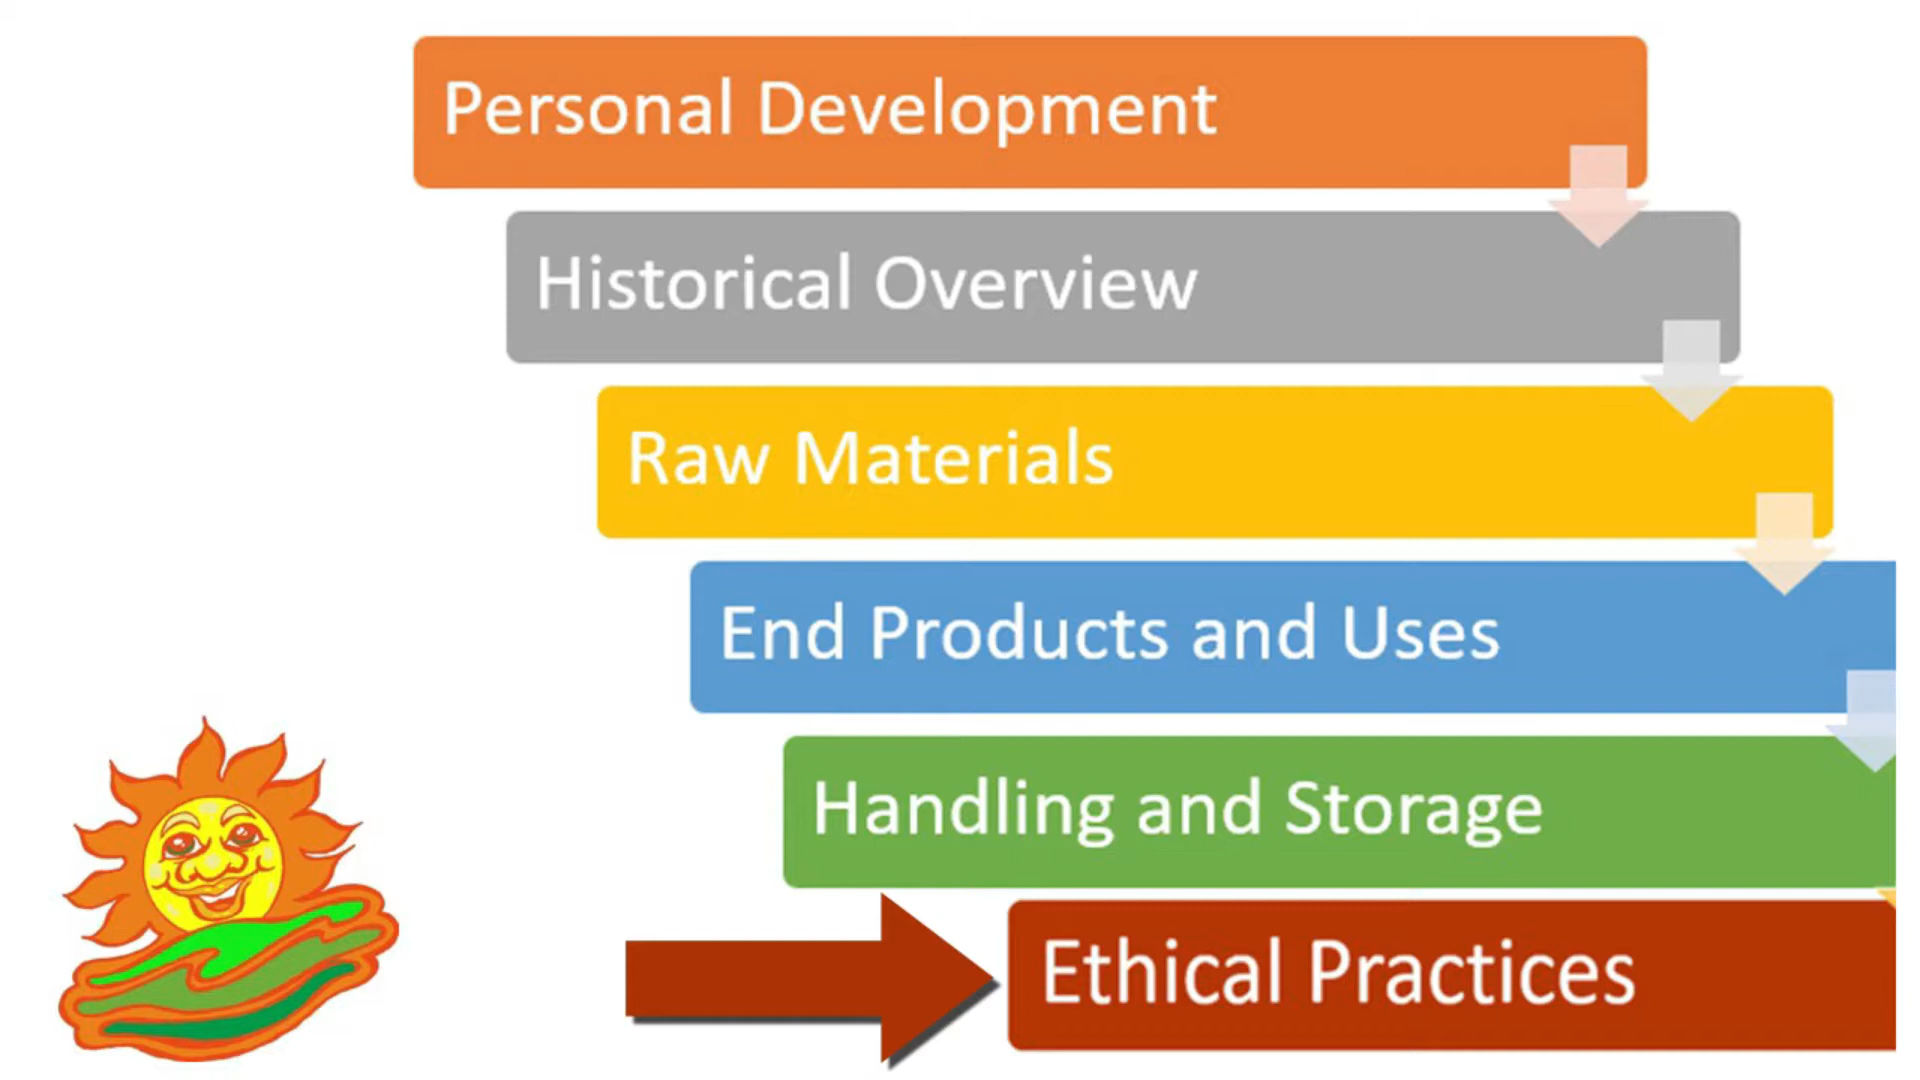 Personal Development
Historical Overview
Raw Materials
End Products and Uses
Handling and Storage
Ethical Practices